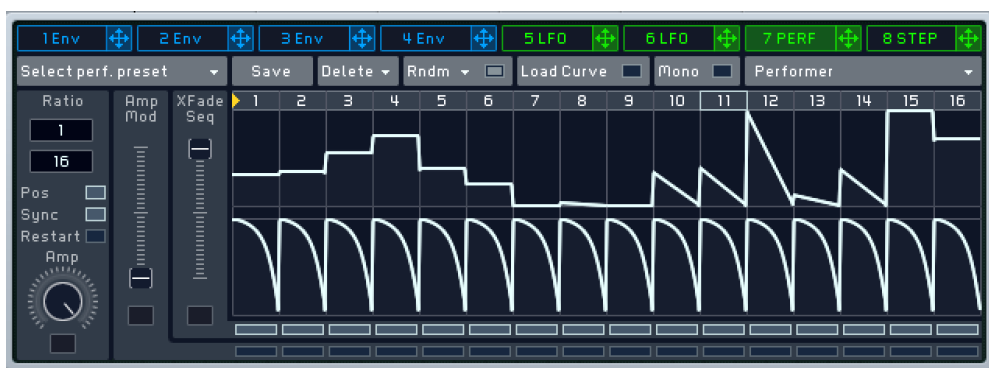 1 Env 2 Env 3 Env 4 Env 5 LFO 6 LFO 7 PERF 8 STEP
Select perf. preset Save Delete Rndm Load Curve Mono Performer
Ratio Amp Mod XFade Seq 1 2 3 4 5 6 7 8 9 10 11 12 13 14 15 16
1
16
Pos
Sync
Restart
Amp